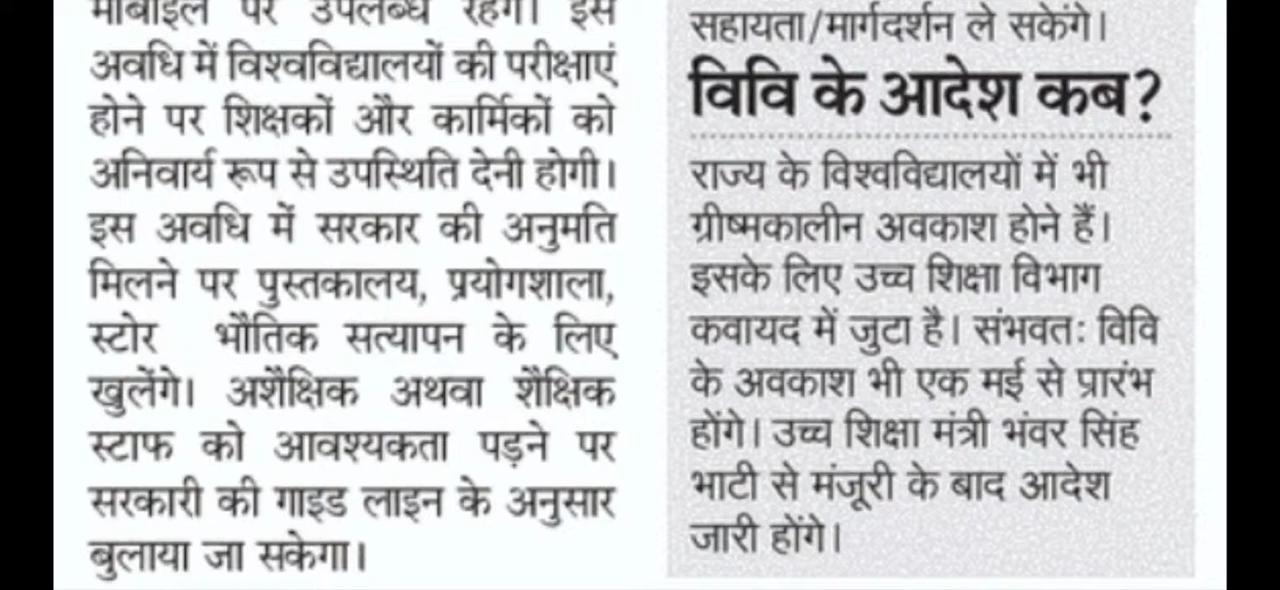 मोबाइल पर उपलब्ध रहेंगे। इस
अवधि में विश्वविद्यालयों की परीक्षाएं
होने पर शिक्षकों और कार्मिकों को
अनिवार्य रूप से उपस्थिति देनी होगी।
इस अवधि में सरकार की अनुमति
मिलने पर पुस्तकालय, प्रयोगशाला,
स्टोर भौतिक सत्यापन के लिए
खुलेंगे। अशैक्षिक अथवा शैक्षिक
स्टाफ को आवश्यकता पड़ने पर
सरकारी की गाइड लाइन के अनुसार
बुलाया जा सकेगा।
सहायता/मार्गदर्शन ले सकेंगे।
विवि के आदेश कब?
राज्य के विश्वविद्यालयों में भी
ग्रीष्मकालीन अवकाश होने हैं।
इसके लिए उच्च शिक्षा विभाग
कवायद में जुटा है। संभवतः विवि
के अवकाश भी एक मई से प्रारंभ
होंगे। उच्च शिक्षा मंत्री भंवर सिंह
भाटी से मंजूरी के बाद आदेश
जारी होंगे।